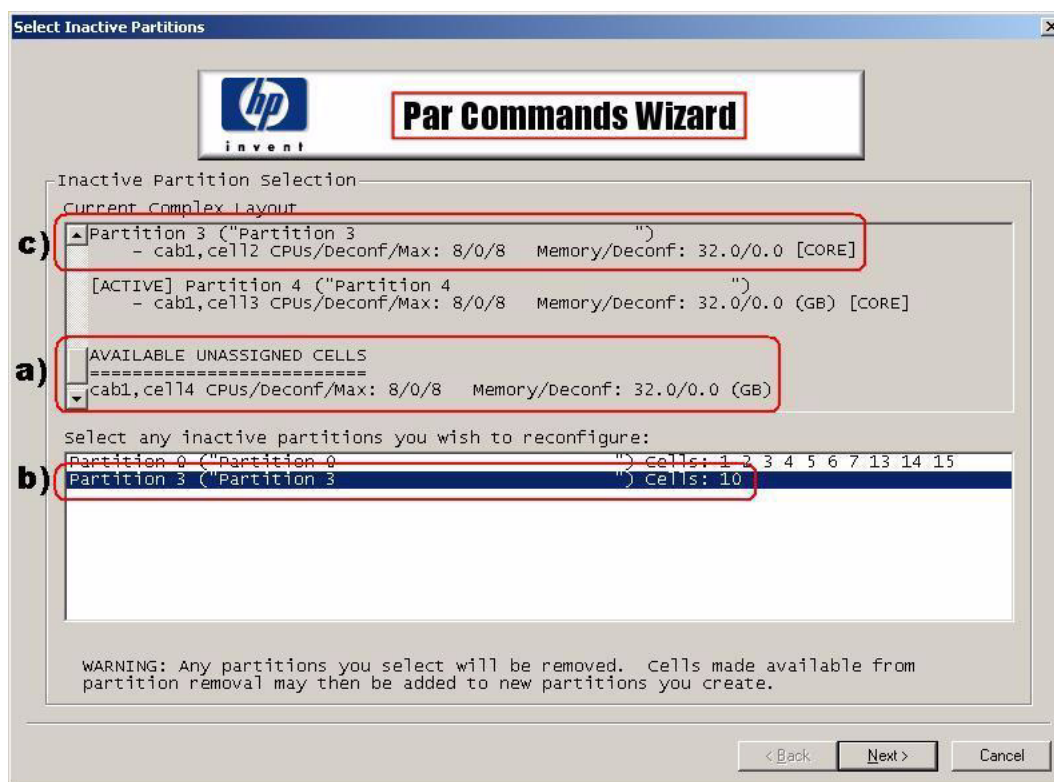 Select Inactive Partitions
hp
invent
Par Commands Wizard
Inactive Partition Selection
Current Complex Layout
c)
Partition 3 ("Partition 3 ")
- cab1,cell2 CPUs/Deconf/Max: 8/0/8 Memory/Deconf: 32.0/0.0 [CORE]
[ACTIVE] Partition 4 ("Partition 4 ")
- cab1,cell3 CPUs/Deconf/Max: 8/0/8 Memory/Deconf: 32.0/0.0 (GB) [CORE]
a)
AVAILABLE UNASSIGNED CELLS
==========================
cab1,cell4 CPUs/Deconf/Max: 8/0/8 Memory/Deconf: 32.0/0.0 (GB)
Select any inactive partitions you wish to reconfigure:
Partition 0 ("Partition 0 ") Cells: 1 2 3 4 5 6 7 13 14 15
b)
Partition 3 ("Partition 3 ") Cells: 10
WARNING: Any partitions you select will be removed. Cells made available from
partition removal may then be added to new partitions you create.
< Back
Next >
Cancel